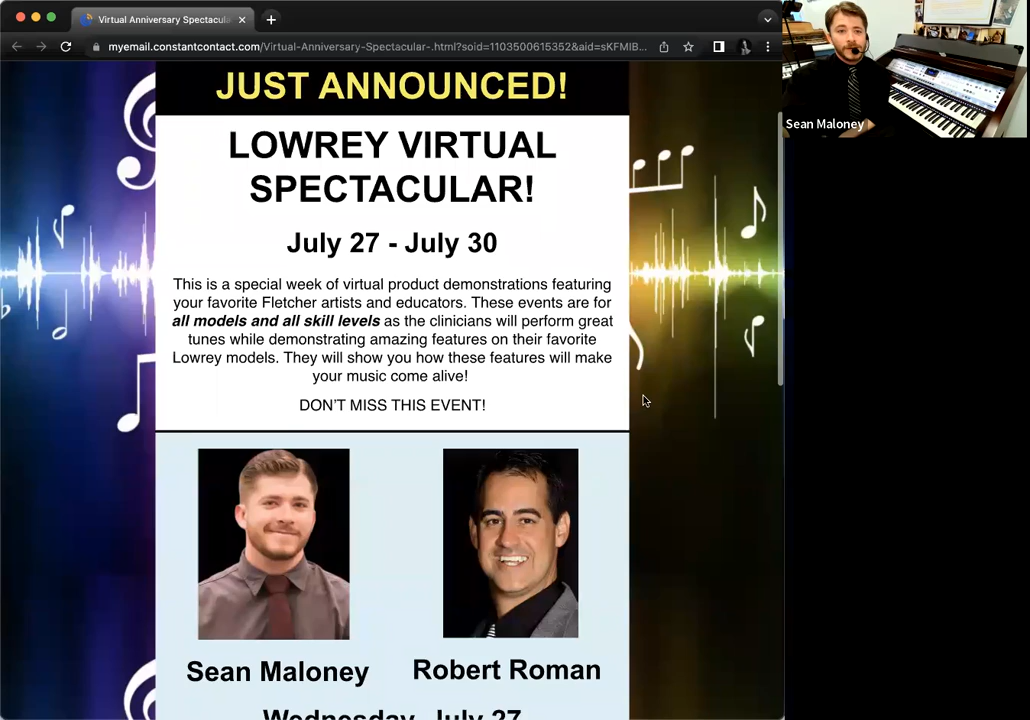 Virtual Anniversary Spectacula
myemail.constantcontact.com/Virtual-Anniversary-Spectacular-.html?soid=1103500615352&aid=sKFMIB...
JUST ANNOUNCED!
LOWREY VIRTUAL
SPECTACULAR!
July 27 - July 30
This is a special week of virtual product demonstrations featuring
your favorite Fletcher artists and educators. These events are for
all models and all skill levels as the clinicians will perform great
tunes while demonstrating amazing features on their favorite
Lowrey models. They will show you how these features will make
your music come alive!
DON'T MISS THIS EVENT!
Sean Maloney
Robert Roman
Wednesday, July 27
Sean Maloney